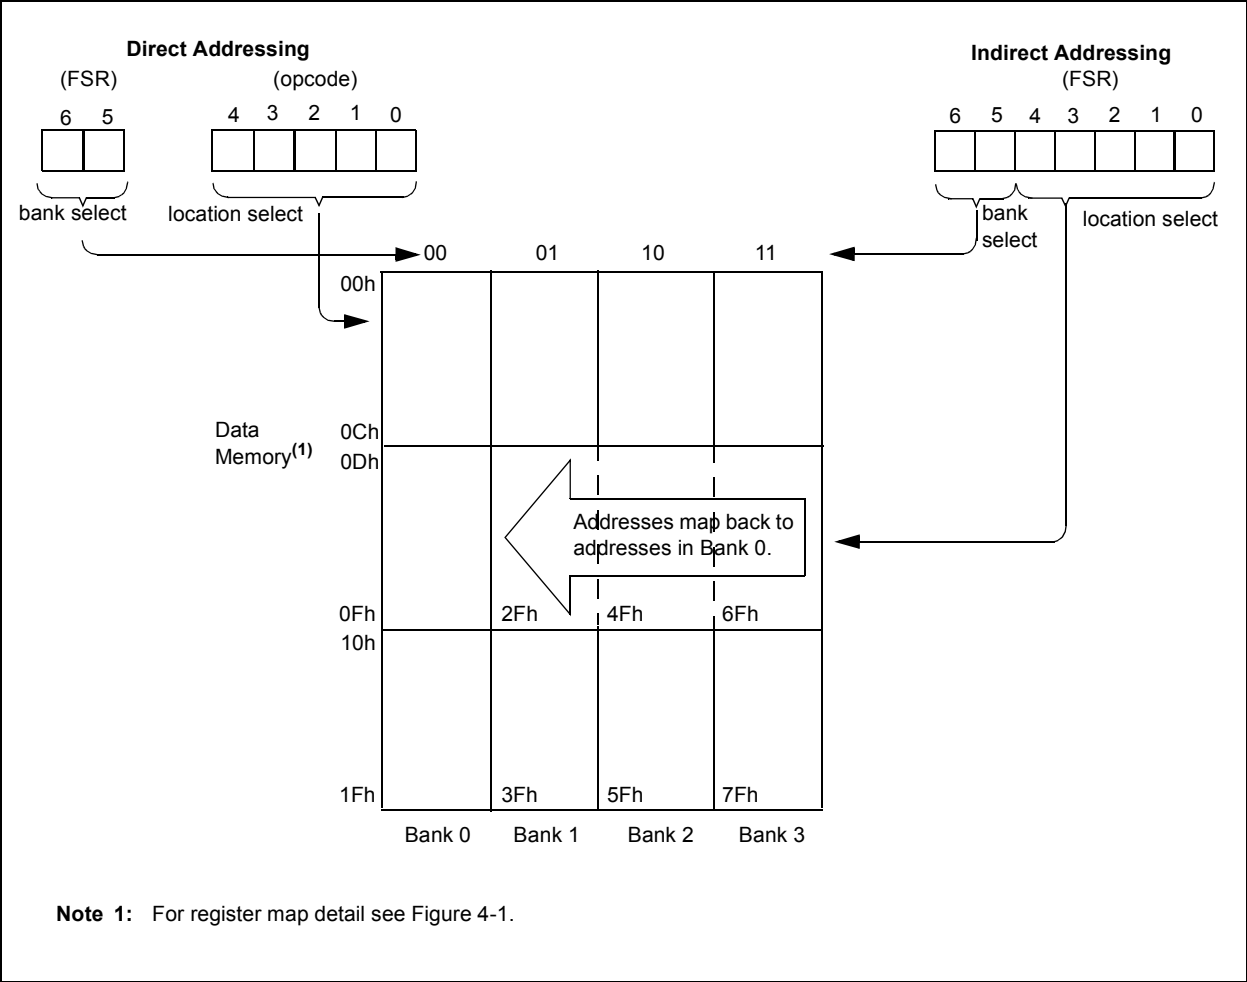 Direct Addressing
(FSR)
(opcode)
6 5
4 3 2 1 0
bank select
location select
Indirect Addressing
(FSR)
6 5 4 3 2 1 0
bank
select
location select
00 01 10 11
00h
0Ch
Data
Memory(1)
0Dh
Addresses map back to
addresses in Bank 0.
0Fh
2Fh
4Fh
6Fh
10h
1Fh
3Fh
5Fh
7Fh
Bank 0
Bank 1
Bank 2
Bank 3
Note 1: For register map detail see Figure 4-1.